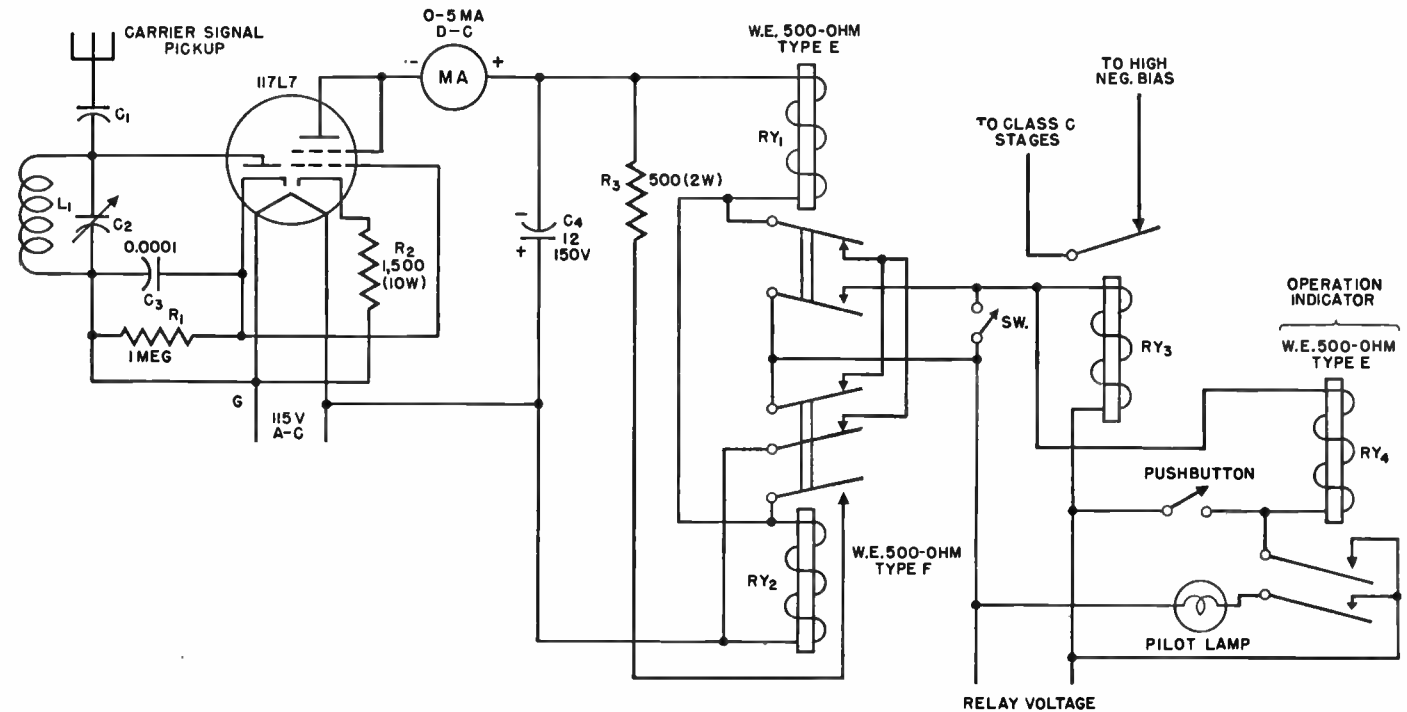 CARRIER SIGNAL
PICKUP
C1
117L7
0-5MA
D-C
-
MA
+
W.E. 500-OHM
TYPE E
RY1
TO HIGH
NEG. BIAS
TO CLASS C
STAGES
L1
C2
0.0001
C3
R1
1 MEG
R2
1,500
(10W)
-
C4
12
150V
+
R3
500 (2W)
SW.
RY3
OPERATION
INDICATOR
W.E. 500-OHM
TYPE E
RY4
G
115 V
A-C
PUSHBUTTON
RY2
W.E. 500-OHM
TYPE F
PILOT LAMP
RELAY VOLTAGE